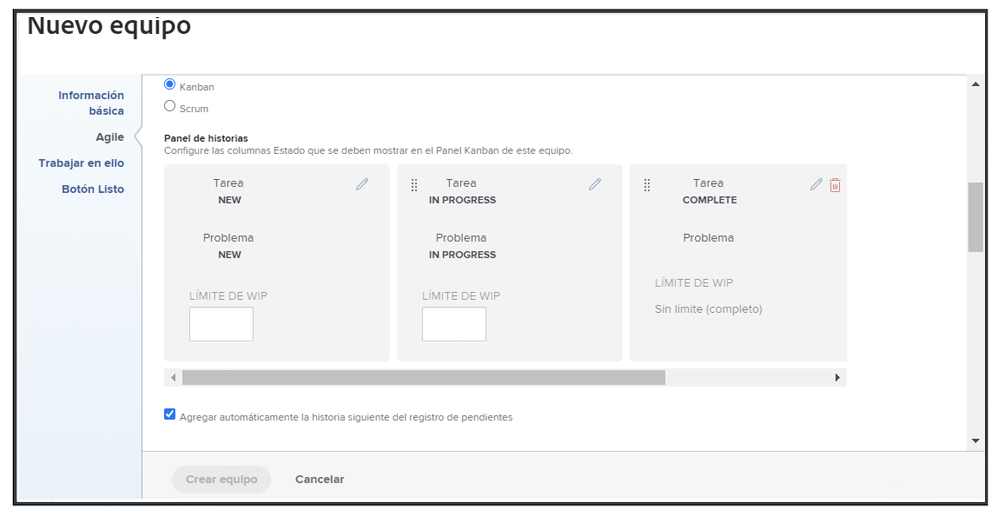 Nuevo equipo
Información
básica
Agile
Trabajar en ello
Botón Listo
Kanban
Scrum
Panel de historias
Configure las columnas Estado que se deben mostrar en el Panel Kanban de este equipo.
Tarea
NEW
Problema
NEW
LÍMITE DE WIP
Tarea
IN PROGRESS
Problema
IN PROGRESS
LÍMITE DE WIP
Tarea
COMPLETE
Problema
LÍMITE DE WIP
Sin límite (completo)
Agregar automáticamente la historia siguiente del registro de pendientes
Crear equipo
Cancelar